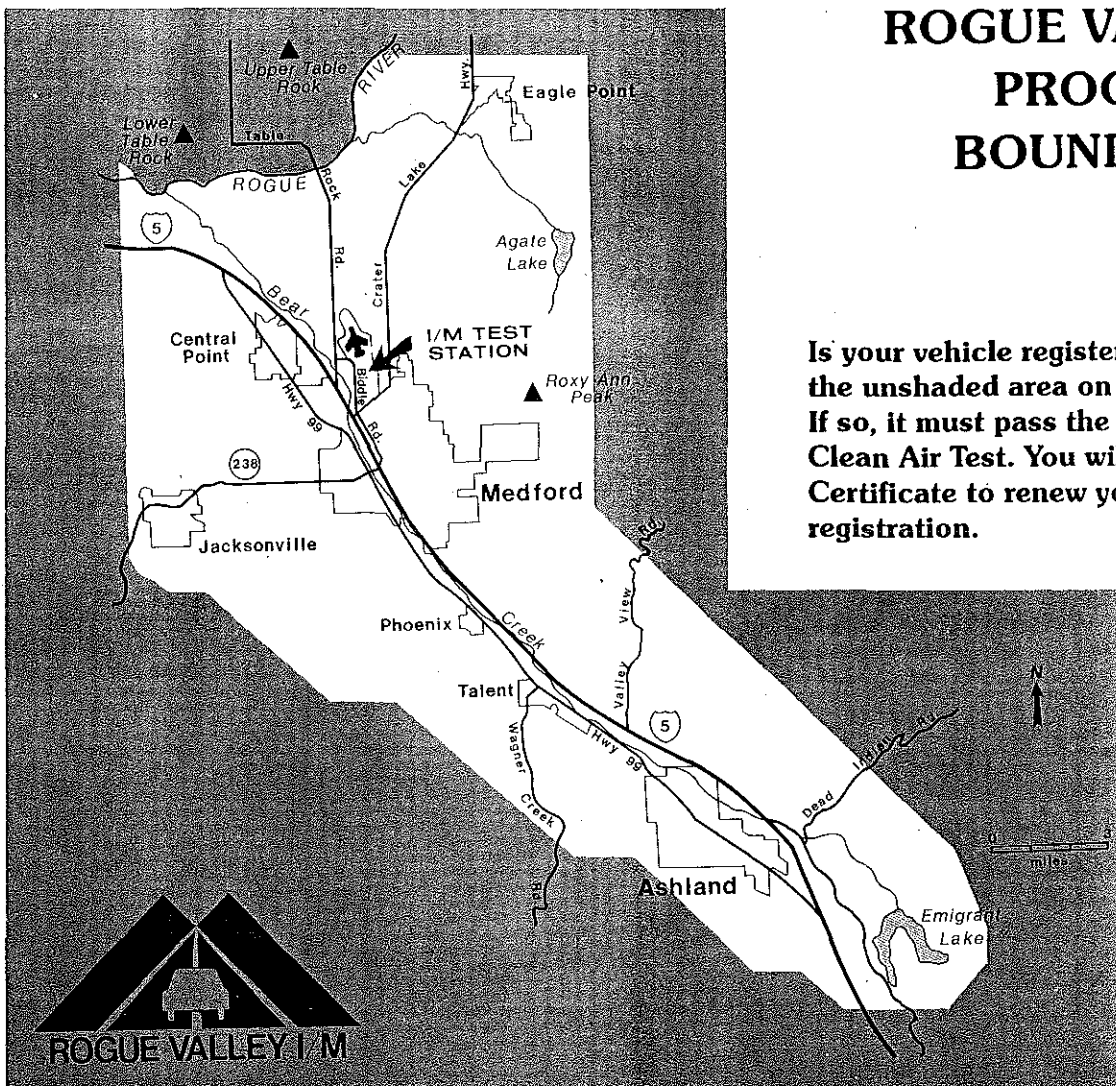 ROGUE VA
PROG
BOUND
Upper Table
Rock
RIVER
Hwy.
Eagle Point
Lower
Table
Rock
Table
Rock
Rd.
Lake
Crater
ROGUE
5
Agate
Lake
Bear
Central
Point
I/M TEST
STATION
Biddle
Rd.
Roxy Ann
Peak
Hwy 99
238
Medford
Jacksonville
Is your vehicle register
the unshaded area on
If so, it must pass the
Clean Air Test. You wi
Certificate to renew yo
registration.
Rd.
View
Valley
Phoenix
Creek
Talent
Wagner
Creek
Rd.
5
Hwy 99
N
Indian Rd.
Dead
0
miles
Ashland
Emigrant
Lake
ROGUE VALLEY I/M